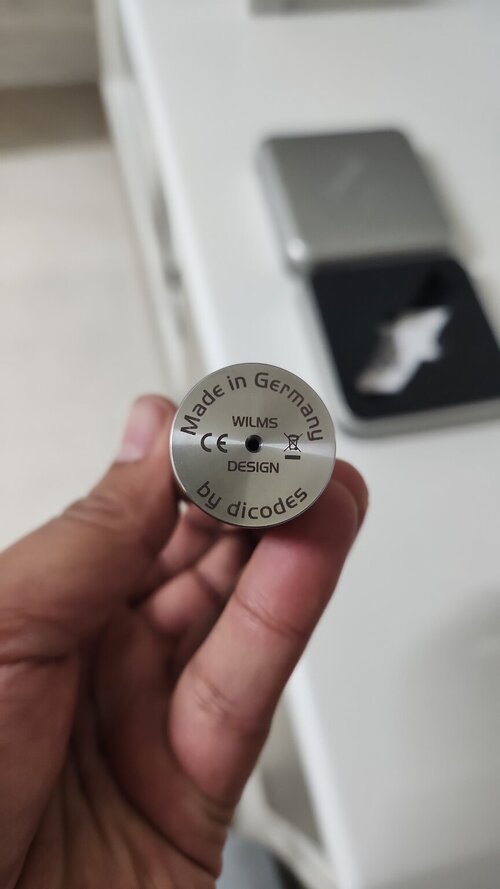 Made in Germany
WILMS
CE
DESIGN
by dicodes